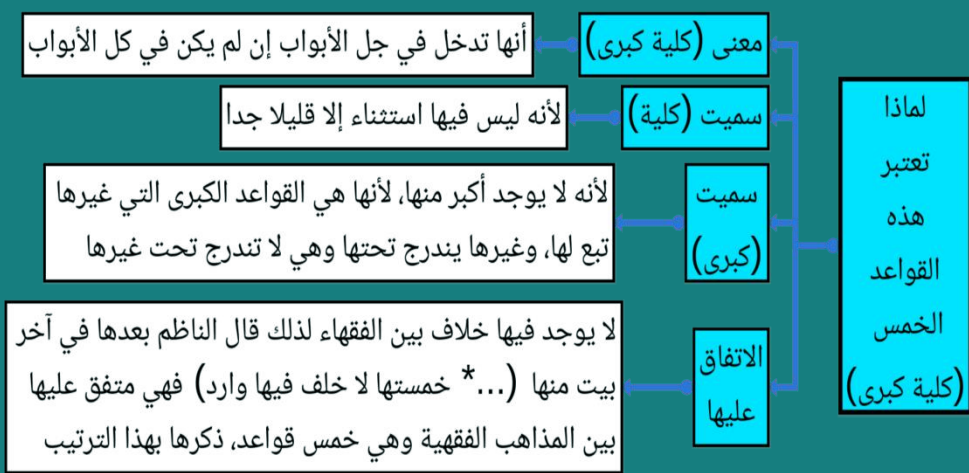 لماذا
تعتبر
هذه
القواعد
الخمس
(كلية كبرى)
معنى (كلية كبرى)
أنها تدخل في جل الأبواب إن لم يكن في كل الأبواب
سميت (كلية)
لأنه ليس فيها استثناء إلا قليلا جدا
سميت
(كبرى)
لأنه لا يوجد أكبر منها، لأنها هي القواعد الكبرى التي غيرها
تبع لها، وغيرها يندرج تحتها وهي لا تندرج تحت غيرها
الاتفاق
عليها
لا يوجد فيها خلاف بين الفقهاء لذلك قال الناظم بعدها في آخر
بيت منها (...* خمستها لا خلف فيها وارد) فهي متفق عليها
بين المذاهب الفقهية وهي خمس قواعد، ذكرها بهذا الترتيب